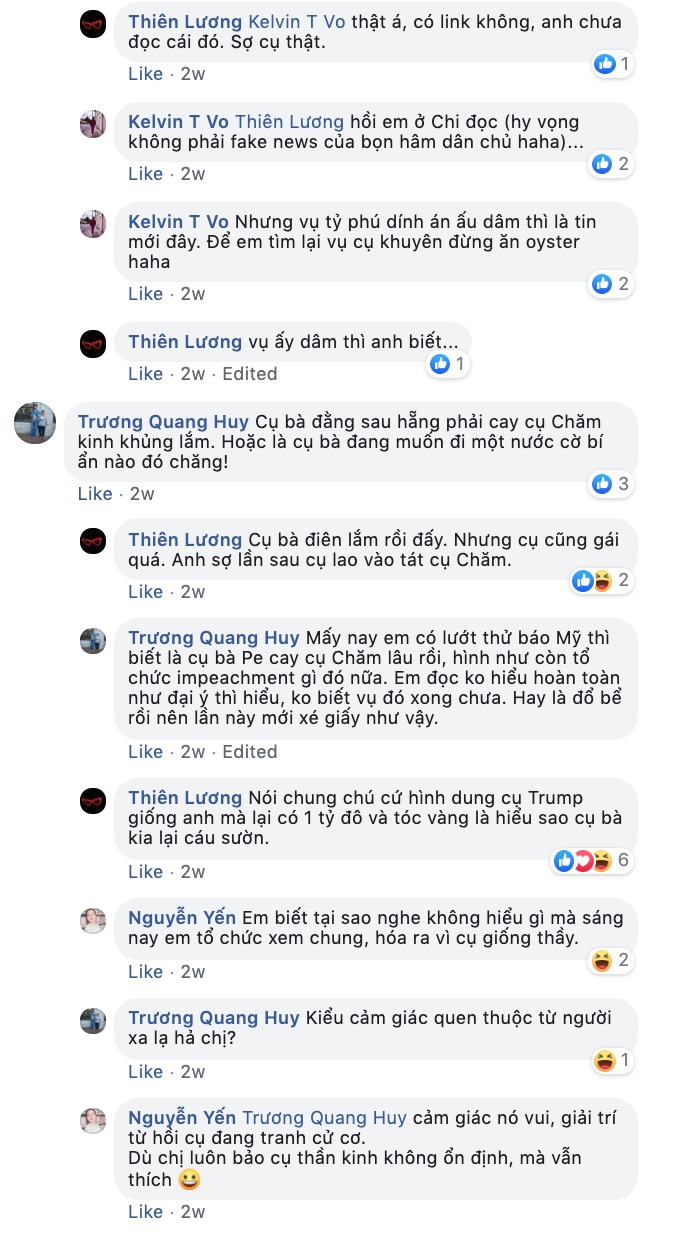 Thiên Lương Kelvin T Vo thật á, có link không, anh chưa
đọc cái đó. Sợ cụ thật.
1
Like · 2w
Kelvin T Vo Thiên Lương hồi em ở Chi đọc (hy vọng
không phải fake news của bọn hâm dân chủ haha)...
2
Like · 2w
Kelvin T Vo Nhưng vụ tỷ phú dính án ấu dâm thì là tin
mới đây. Để em tìm lại vụ cụ khuyên đừng ăn oyster
haha
2
Like · 2w
Thiên Lương vụ ấy dâm thì anh biết...
1
Like · 2w · Edited
Trương Quang Huy Cụ bà đằng sau hẵng phải cay cụ Chăm
kinh khủng lắm. Hoặc là cụ bà đang muốn đi một nước cờ bí
ẩn nào đó chăng!
3
Like · 2w
Thiên Lương Cụ bà điên lắm rồi đấy. Nhưng cụ cũng gái
quá. Anh sợ lần sau cụ lao vào tát cụ Chăm.
2
Like · 2w
Trương Quang Huy Mấy nay em có lướt thử báo Mỹ thì
biết là cụ bà Pe cay cụ Chăm lâu rồi, hình như còn tổ
chức impeachment gì đó nữa. Em đọc ko hiểu hoàn toàn
như đại ý thì hiểu, ko biết vụ đó xong chưa. Hay là đổ bể
rồi nên lần này mới xé giấy như vậy.
Like · 2w · Edited
Thiên Lương Nói chung chú cứ hình dung cụ Trump
giống anh mà lại có 1 tỷ đô và tóc vàng là hiểu sao cụ bà
kia lại cáu sườn.
6
Like · 2w
Nguyễn Yến Em biết tại sao nghe không hiểu gì mà sáng
nay em tổ chức xem chung, hóa ra vì cụ giống thầy.
2
Like · 2w
Trương Quang Huy Kiểu cảm giác quen thuộc từ người
xa lạ hả chị?
1
Like · 2w
Nguyễn Yến Trương Quang Huy cảm giác nó vui, giải trí
từ hồi cụ đang tranh cử cơ.
Dù chị luôn bảo cụ thần kinh không ổn định, mà vẫn
thích 😀
Like · 2w